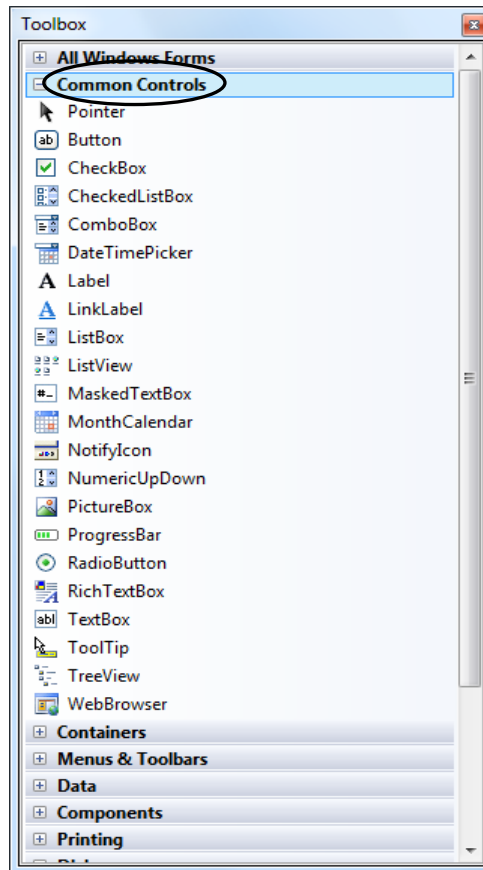 Toolbox
All Windows Forms
Common Controls
Pointer
Button
CheckBox
CheckedListBox
ComboBox
DateTimePicker
A Label
A LinkLabel
ListBox
ListView
#_ MaskedTextBox
MonthCalendar
NotifyIcon
NumericUpDown
PictureBox
ProgressBar
RadioButton
RichTextBox
abl TextBox
ToolTip
TreeView
WebBrowser
Containers
Menus & Toolbars
Data
Components
Printing